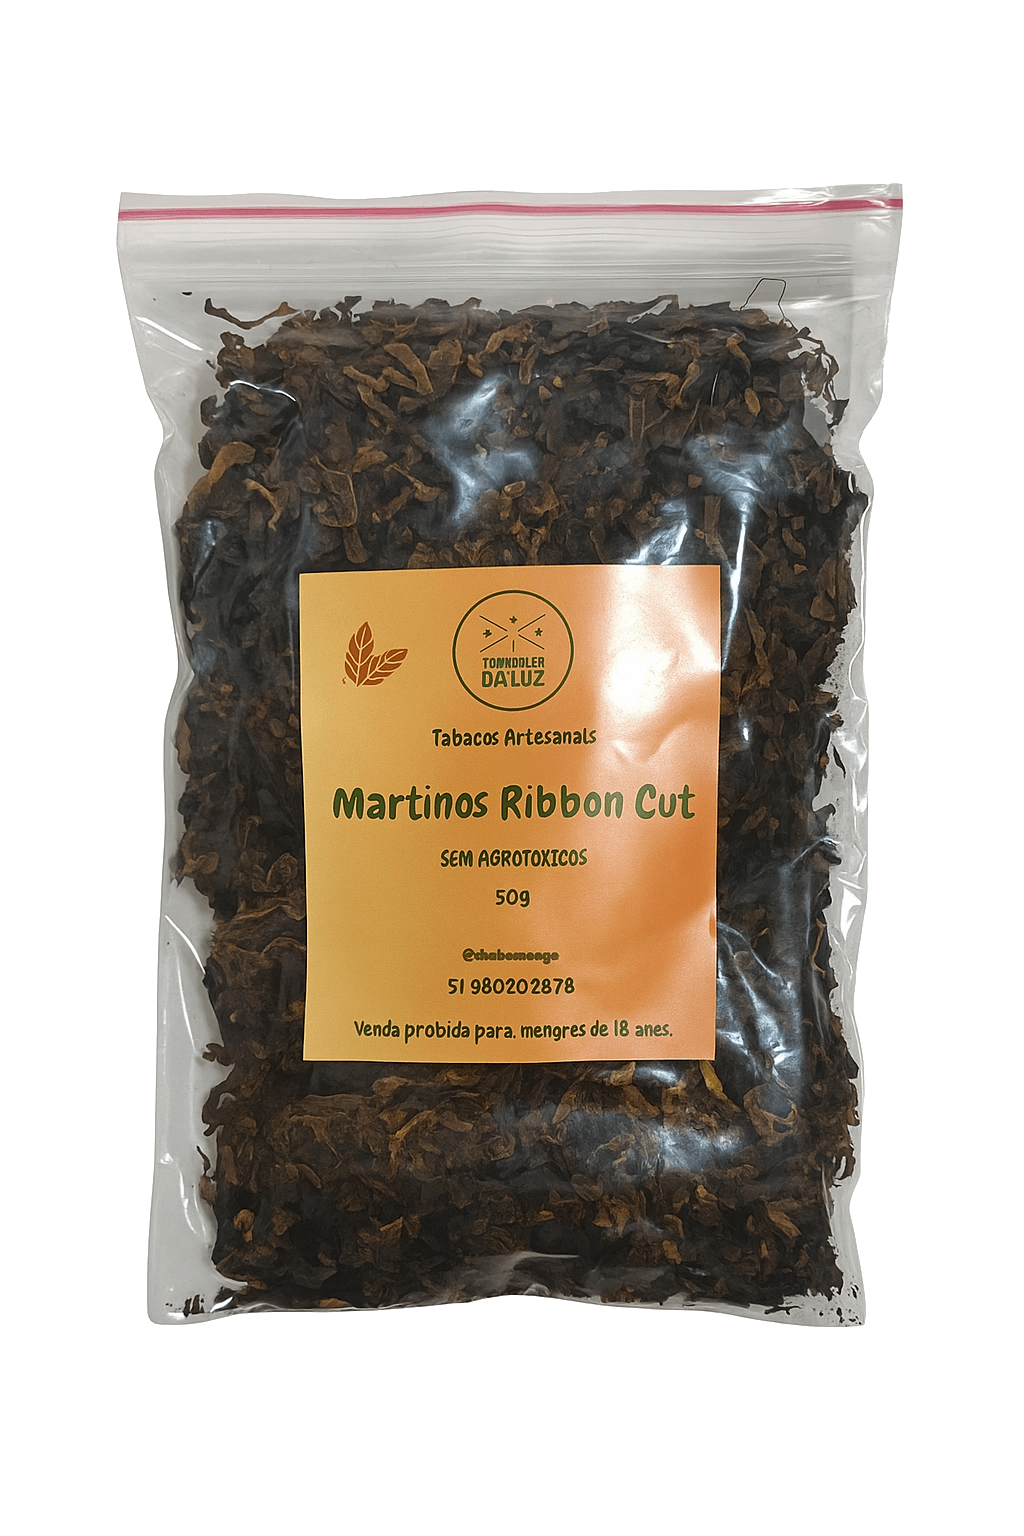 TONNDDLER
DA'LUZ
Tabacos Artesanals
Martinos Ribbon Cut
SEM AGROTOXICOS
50g
51 980202878
Venda probida para. mengres de 18 anes.